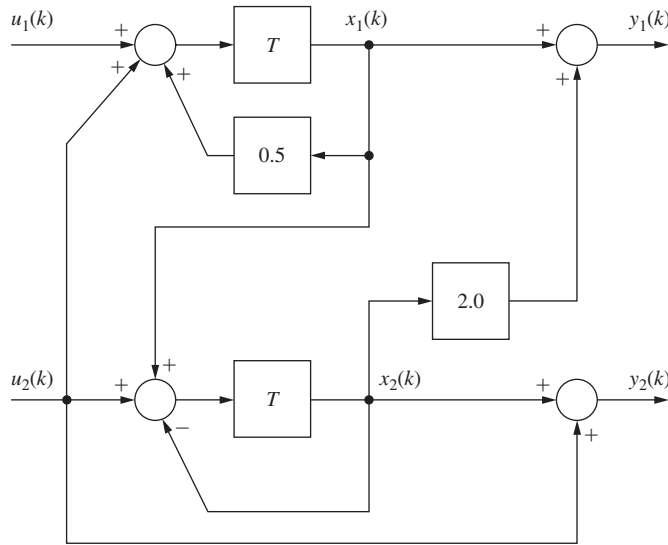 u1(k)
x1(k)
y1(k)
+
T
+
+
+
+
0.5
2.0
u2(k)
+
x2(k)
y2(k)
+
T
+
−
+